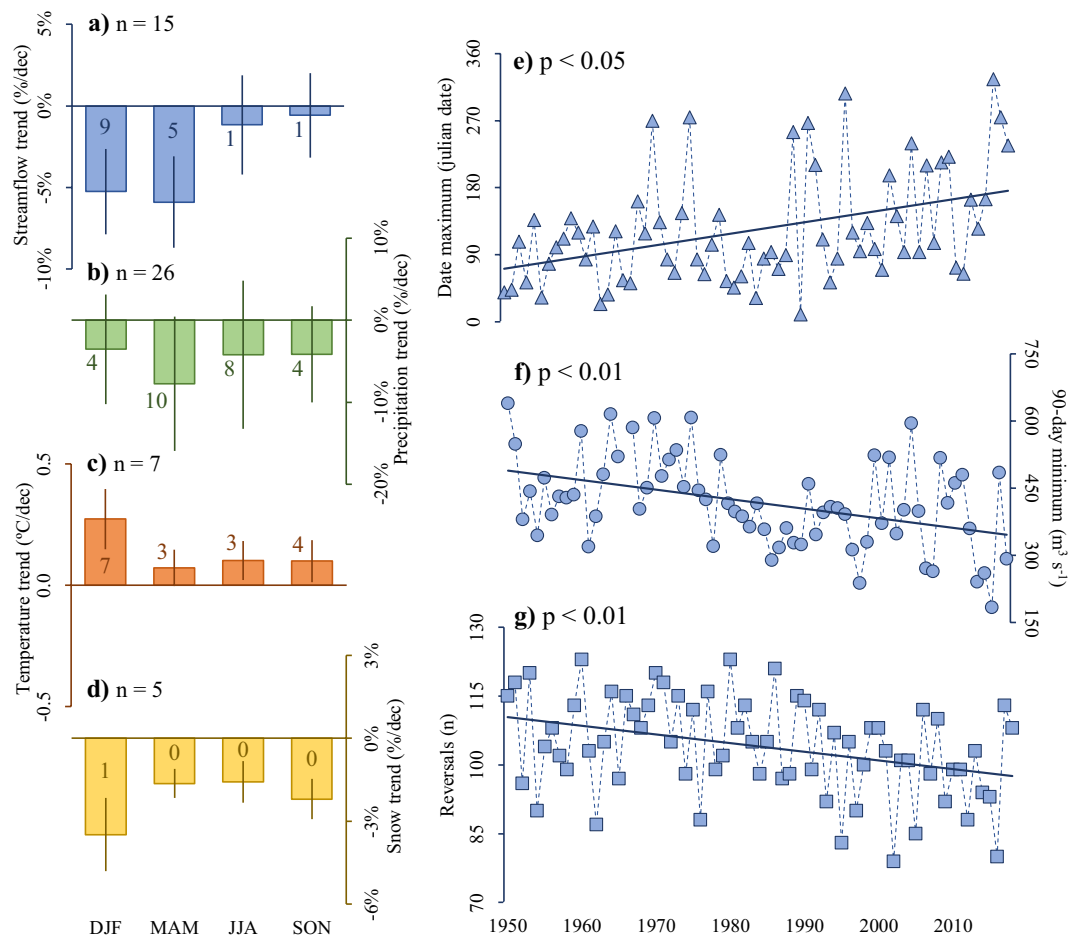 a) n = 15
Streamflow trend (%/dec)
5%
0%
-5%
-10%
9
5
1
1
b) n = 26
Precipitation trend (%/dec)
10%
0%
-10%
-20%
4
10
8
4
c) n = 7
Temperature trend (ºC/dec)
0.5
0.0
-0.5
7
3
3
4
d) n = 5
Snow trend (%/dec)
3%
0%
-3%
-6%
1
0
0
0
DJF MAM JJA SON
e) p < 0.05
Date maximum (julian date)
360
270
180
90
0
f) p < 0.01
90-day minimum (m³ s⁻¹)
750
600
450
300
150
g) p < 0.01
Reversals (n)
130
115
100
85
70
1950 1960 1970 1980 1990 2000 2010